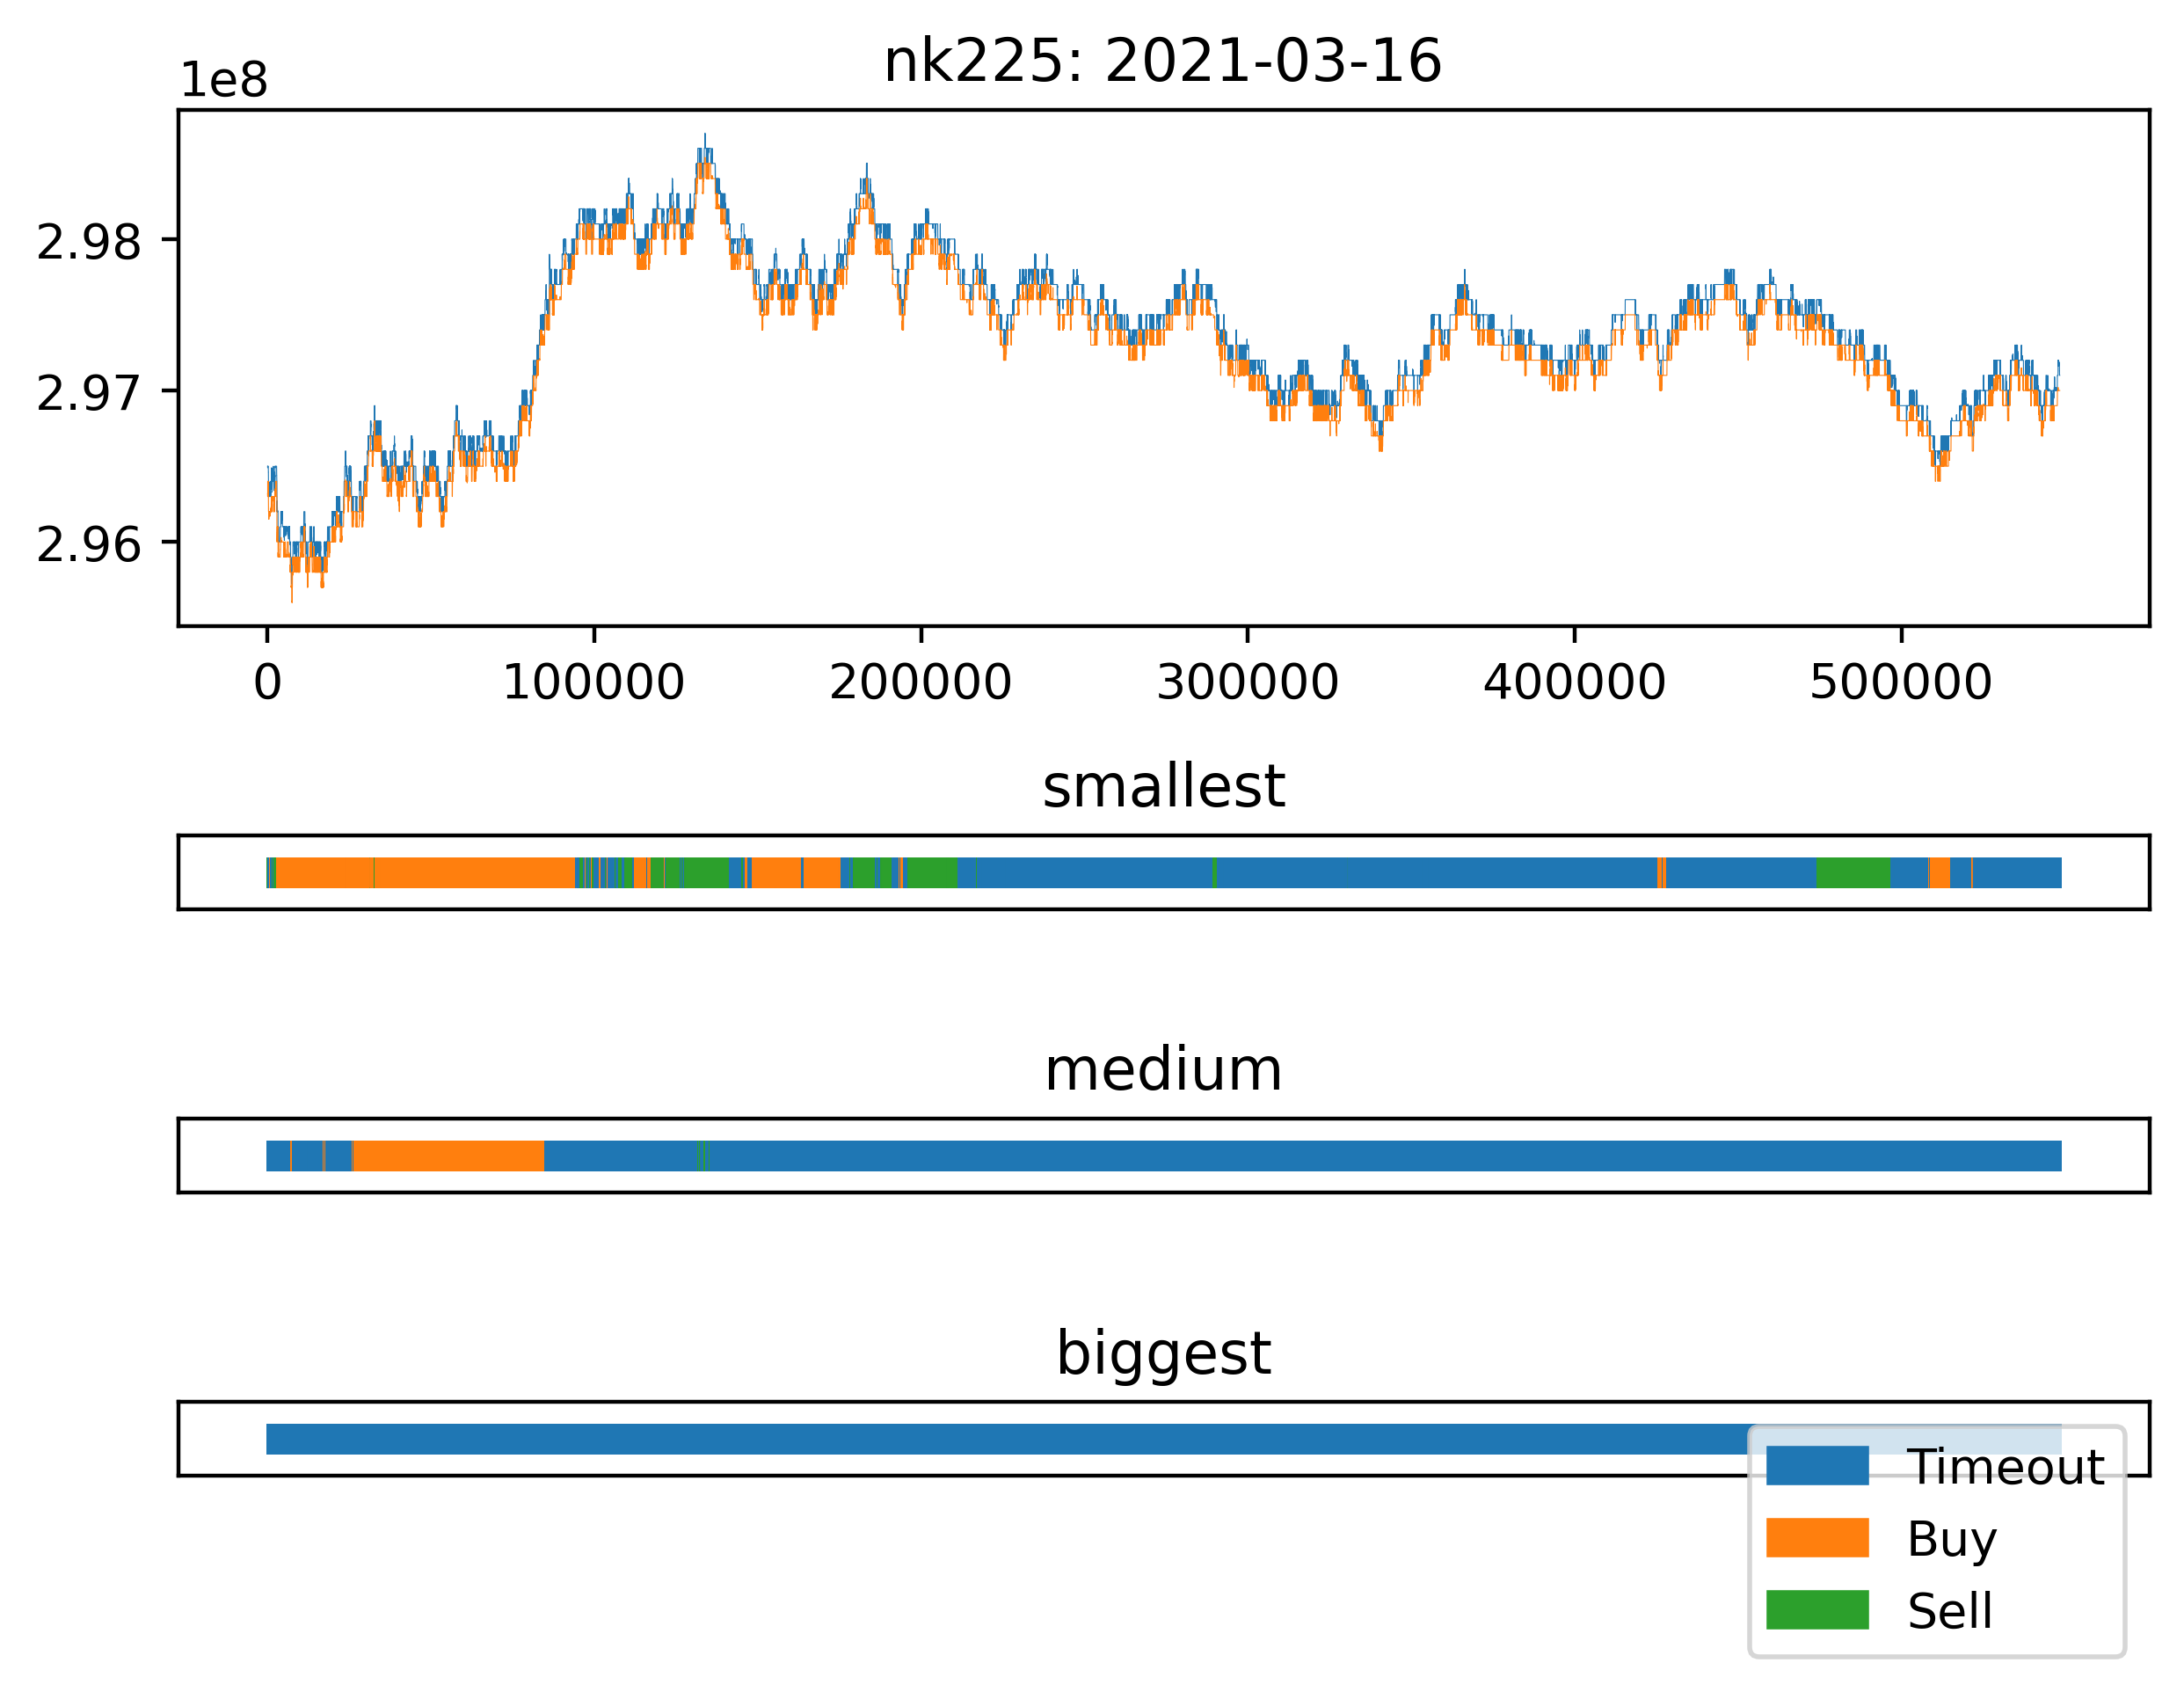 nk225: 2021-03-16
1e8
2.98
2.97
2.96
0 100000 200000 300000 400000 500000
smallest
medium
biggest
Timeout
Buy
Sell